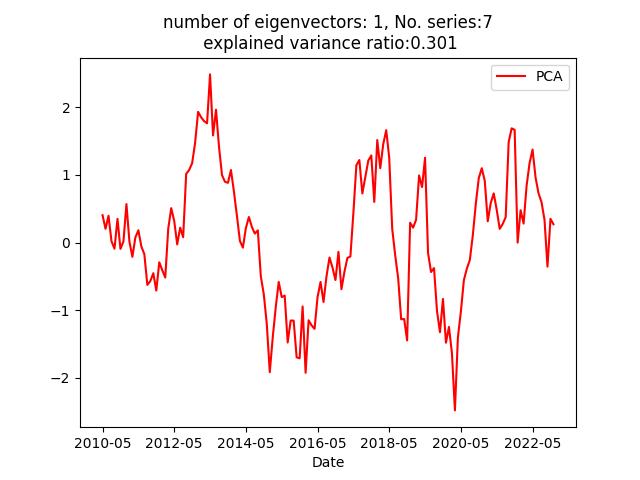 number of eigenvectors: 1, No. series:7
explained variance ratio:0.301
PCA
2
1
0
−1
−2
2010-05 2012-05 2014-05 2016-05 2018-05 2020-05 2022-05
Date